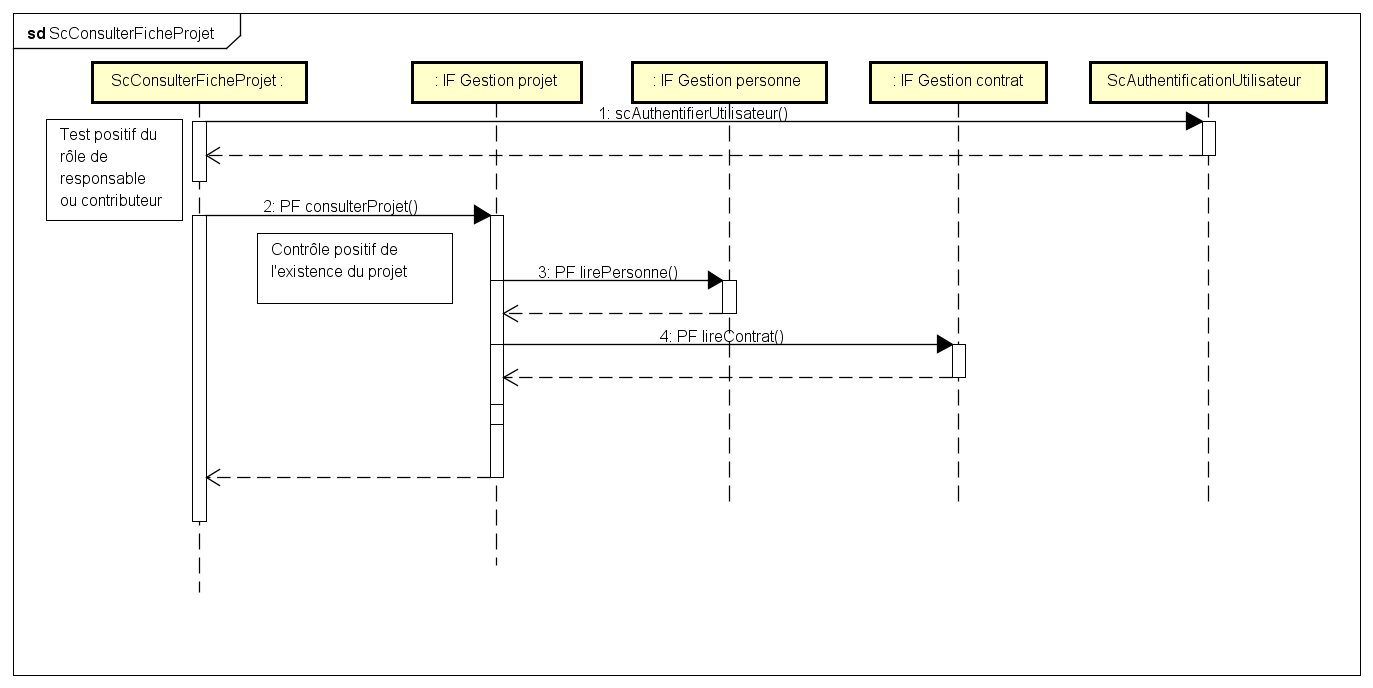 sd ScConsulterFicheProjet
ScConsulterFicheProjet :
: IF Gestion projet
: IF Gestion personne
: IF Gestion contrat
ScAuthentificationUtilisateur
1: scAuthentifierUtilisateur()
Test positif du
rôle de
responsable
ou contributeur
2: PF consulterProjet()
Contrôle positif de
l'existence du projet
3: PF lirePersonne()
4: PF lireContrat()